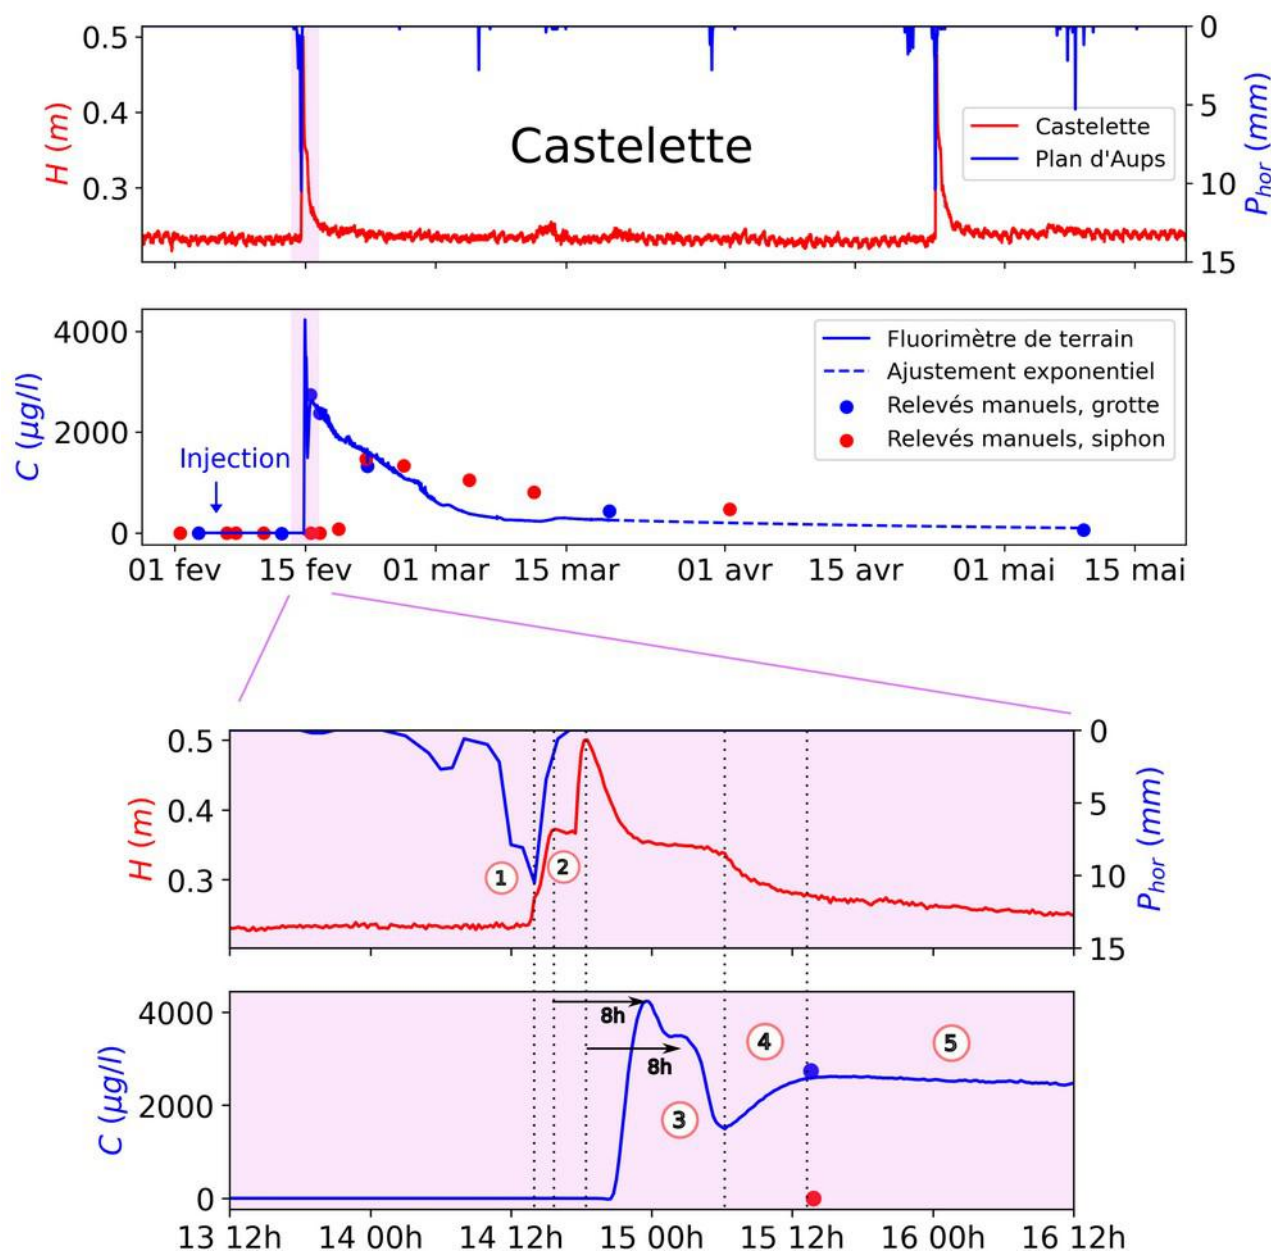 Castelette
H (m)
0.5
0.4
0.3
0
5
10
15
P_hor (mm)
Castelette
Plan d'Aups
C (µg/l)
4000
2000
0
Injection
Fluorimètre de terrain
Ajustement exponentiel
Relevés manuels, grotte
Relevés manuels, siphon
01 fev 15 fev 01 mar 15 mar 01 avr 15 avr 01 mai 15 mai
H (m)
0.5
0.4
0.3
1
2
0
5
10
15
P_hor (mm)
C (µg/l)
4000
2000
0
8h
8h
3
4
5
13 12h 14 00h 14 12h 15 00h 15 12h 16 00h 16 12h